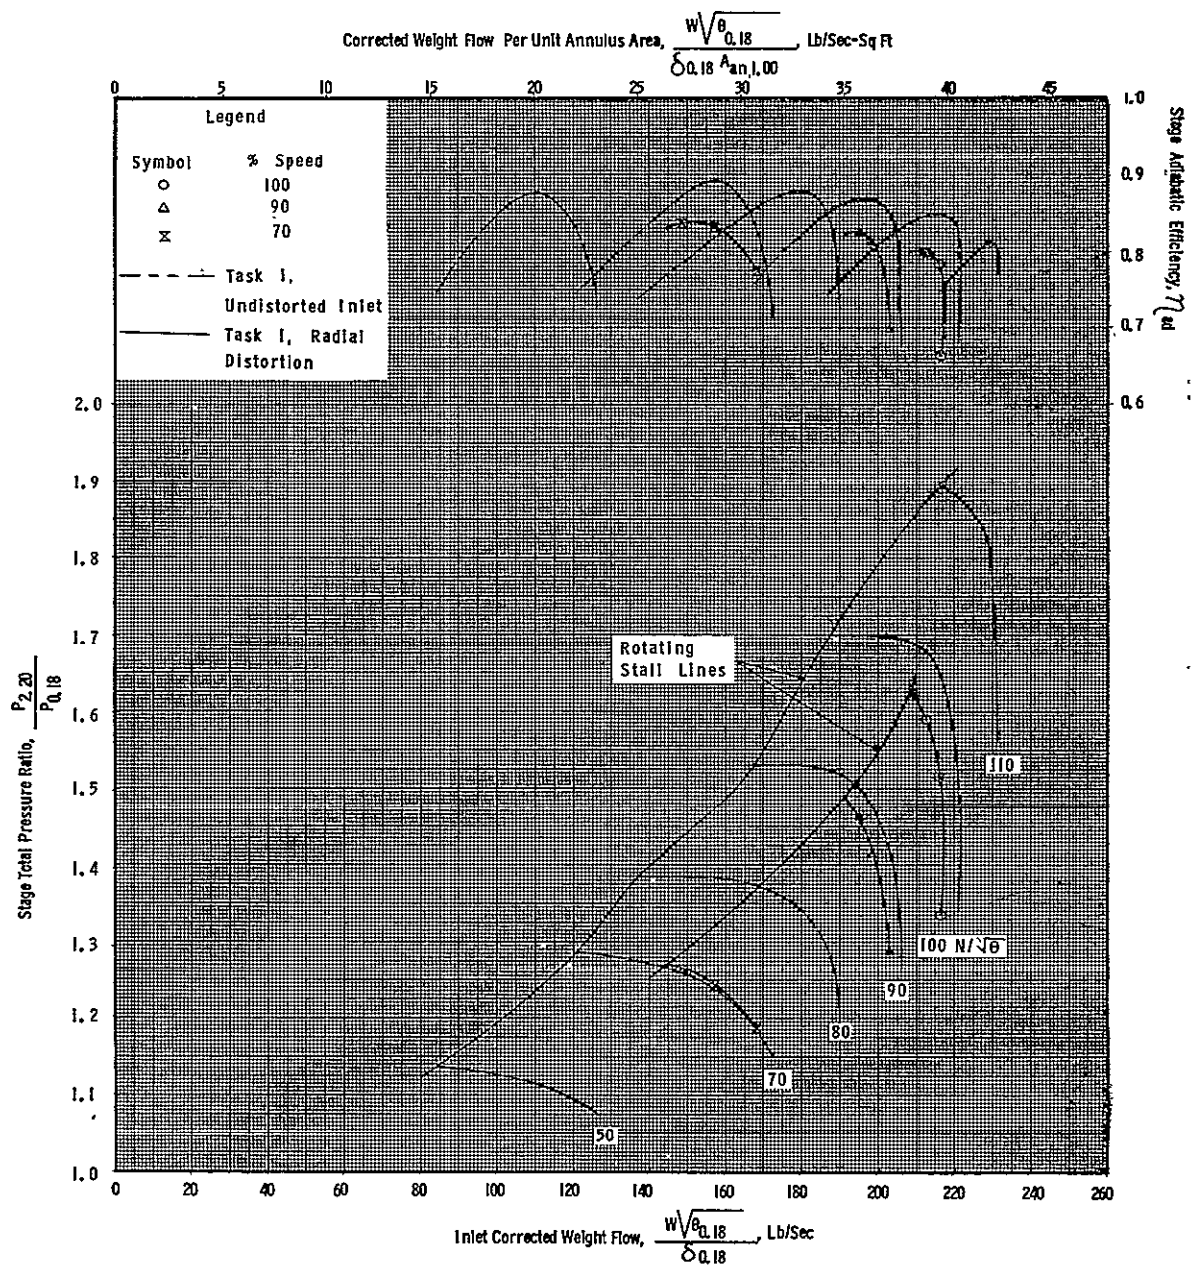 Corrected Weight Flow Per Unit Annulus Area, W√θ0.18 / δ0.18 Aan,1.00 , Lb/Sec-Sq Ft
0 5 10 15 20 25 30 35 40 45
Legend
Symbol % Speed
○ 100
△ 90
70
Task I,
Undistorted Inlet
Task I, Radial
Distortion
1.0
0.9
0.8
0.7
0.6
Stage Adiabatic Efficiency, ηad
2.0
1.9
1.8
1.7
1.6
1.5
1.4
1.3
1.2
1.1
1.0
Stage Total Pressure Ratio, P2.20 / P0.18
Rotating
Stall Lines
110
100 N/√θ
90
80
70
50
0 20 40 60 80 100 120 140 160 180 200 220 240 260
Inlet Corrected Weight Flow, W√θ0.18 / δ0.18 , Lb/Sec